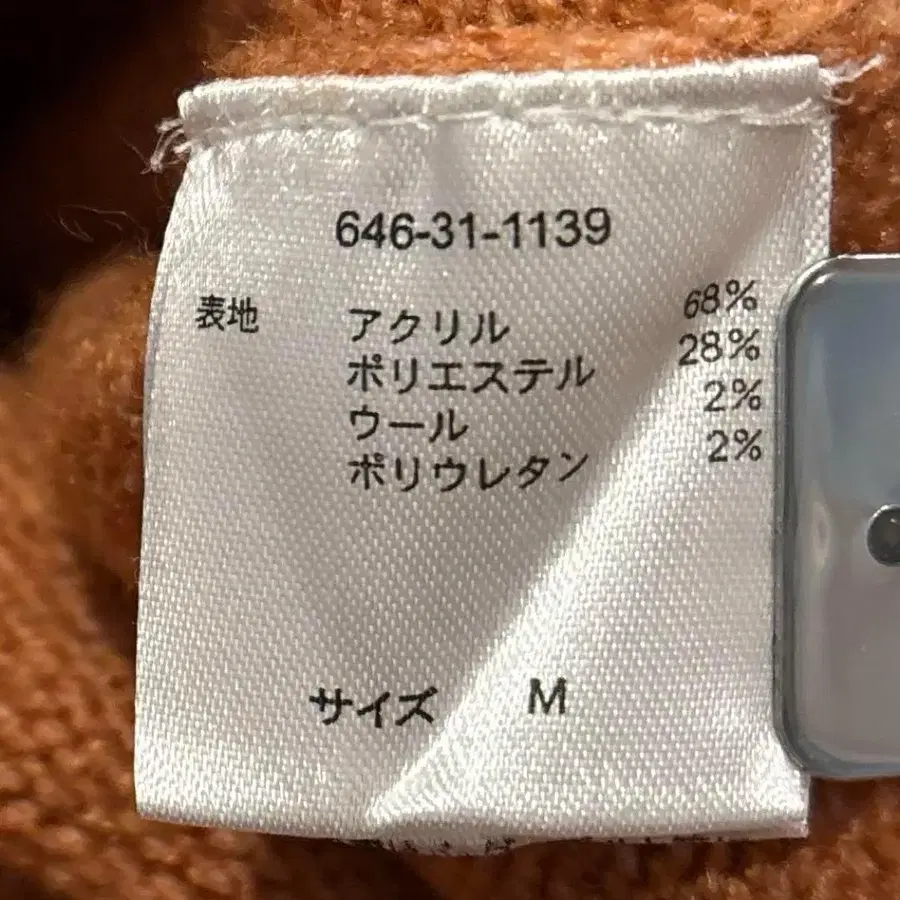 646-31-1139
表地 アクリル 68%
ポリエステル 28%
ウール 2%
ポリウレタン 2%
サイズ M